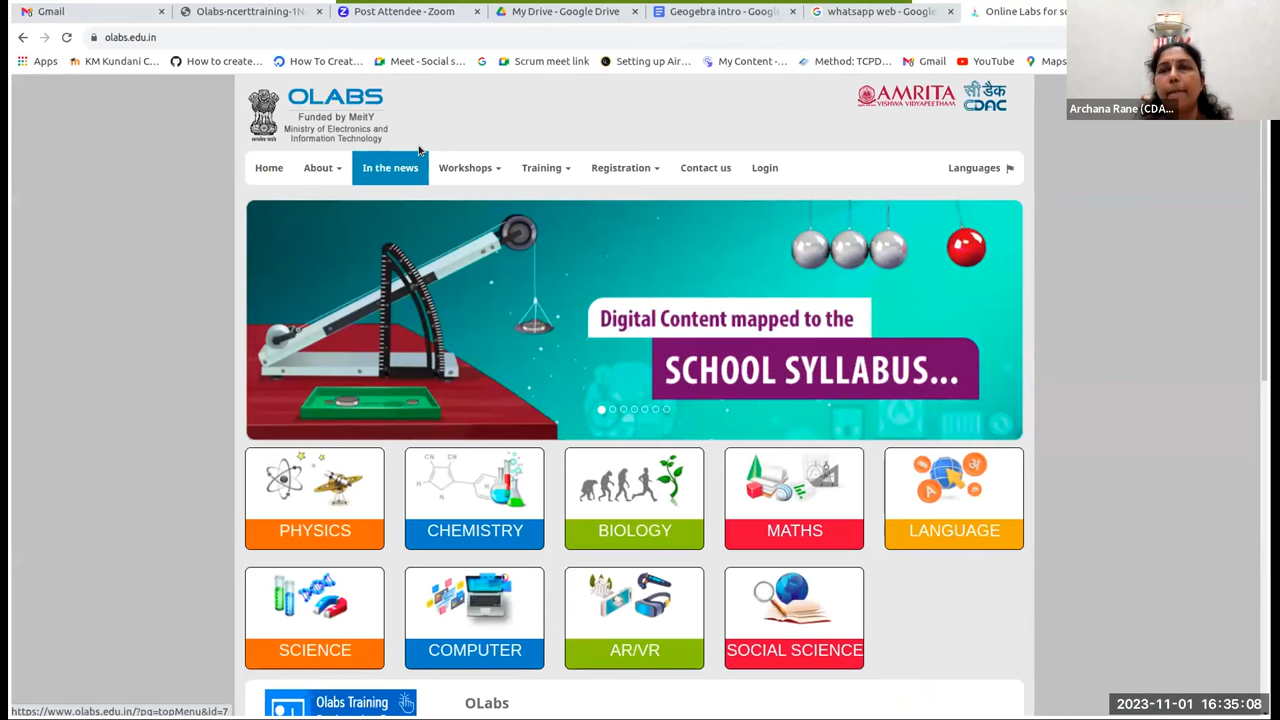 Gmail
Olabs-ncerttraining-1N
Post Attendee - Zoom
My Drive - Google Drive
Geogebra intro - Googl
whatsapp web - Google
Online Labs for sc
olabs.edu.in
Apps
KM Kundani C...
How to create...
How To Creat...
Meet - Social s...
Scrum meet link
Setting up Air...
My Content -...
Method: TCPD...
Gmail
YouTube
Maps
Archana Rane (CDA...
OLABS
Funded by MeitY
Ministry of Electronics and
Information Technology
AMRITA
VISHWA VIDYAPEETHAM
सी डैक
CDAC
Home
About
In the news
Workshops
Training
Registration
Contact us
Login
Languages
Digital Content mapped to the
SCHOOL SYLLABUS...
PHYSICS
CHEMISTRY
BIOLOGY
MATHS
LANGUAGE
SCIENCE
COMPUTER
AR/VR
SOCIAL SCIENCE
Olabs Training
OLabs
https://www.olabs.edu.in/?pg=topMenu&id=7
2023-11-01 16:35:08